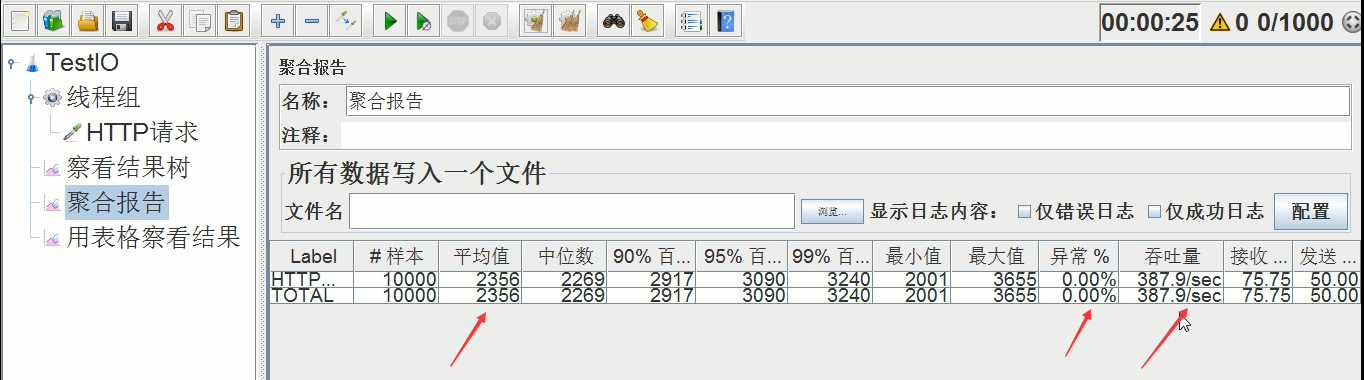 00:00:25 0 0/1000
TestIO
线程组
HTTP请求
察看结果树
聚合报告
用表格察看结果
聚合报告
名称： 聚合报告
注释：
所有数据写入一个文件
文件名 浏览... 显示日志内容： 仅错误日志 仅成功日志 配置
Label # 样本 平均值 中位数 90% 百... 95% 百... 99% 百... 最小值 最大值 异常 % 吞吐量 接收 ... 发送 ...
HTTP... 10000 2356 2269 2917 3090 3240 2001 3655 0.00% 387.9/sec 75.75 50.00
TOTAL 10000 2356 2269 2917 3090 3240 2001 3655 0.00% 387.9/sec 75.75 50.00